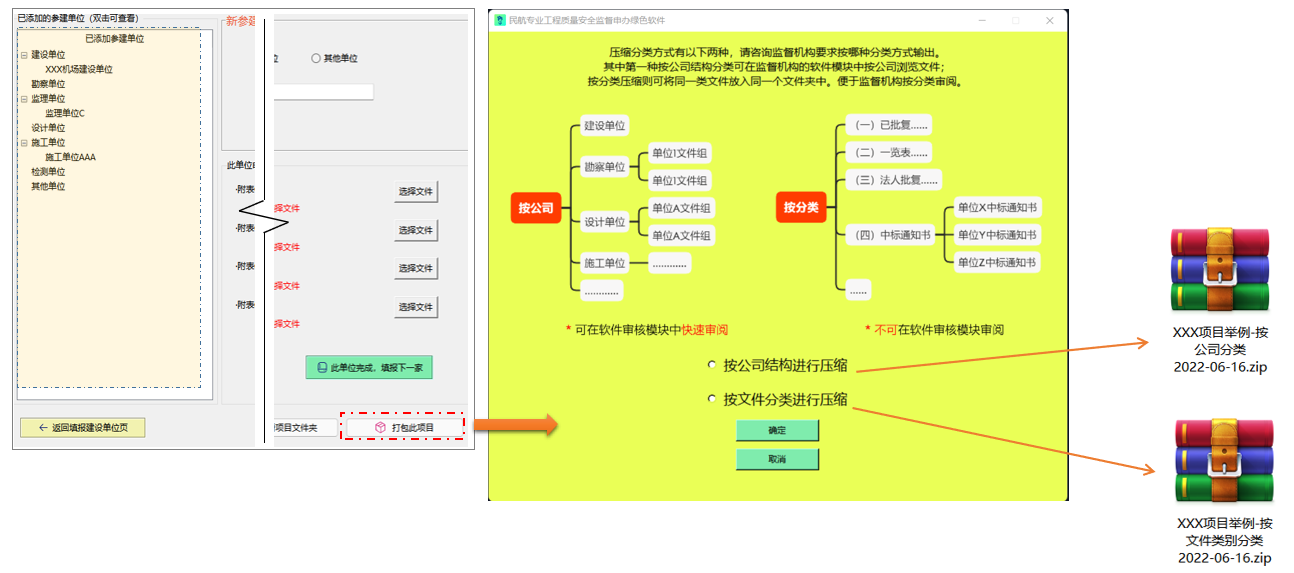 已添加的参建单位（双击可查看）
已添加参建单位
建设单位
XXX机场建设单位
勘察单位
监理单位
监理单位C
设计单位
施工单位
施工单位AAA
检测单位
其他单位
← 返回填报建设单位页
新参建
位
其他单位
此单位
·附表
选择文件
择文件
·附表
选择文件
择文件
·附表
选择文件
择文件
·附表
选择文件
择文件
此单位完成，填报下一家
项目文件夹
打包此项目
民航专业工程质量安全监督申办绿色软件
压缩分类方式有以下两种，请咨询监督机构要求按哪种分类方式输出。
其中第一种按公司结构分类可在监督机构的软件模块中按公司浏览文件；
按分类压缩则可将同一类文件放入同一个文件夹中。便于监督机构按分类审阅。
按公司
建设单位
勘察单位
单位1文件组
单位1文件组
设计单位
单位A文件组
单位A文件组
施工单位
............
............
* 可在软件审核模块中快速审阅
按分类
（一）已批复......
（二）一览表......
（三）法人批复......
（四）中标通知书
单位X中标通知书
单位Y中标通知书
单位Z中标通知书
......
* 不可在软件审核模块审阅
按公司结构进行压缩
按文件分类进行压缩
确定
取消
XXX项目举例-按
公司分类
2022-06-16.zip
XXX项目举例-按
文件类别分类
2022-06-16.zip